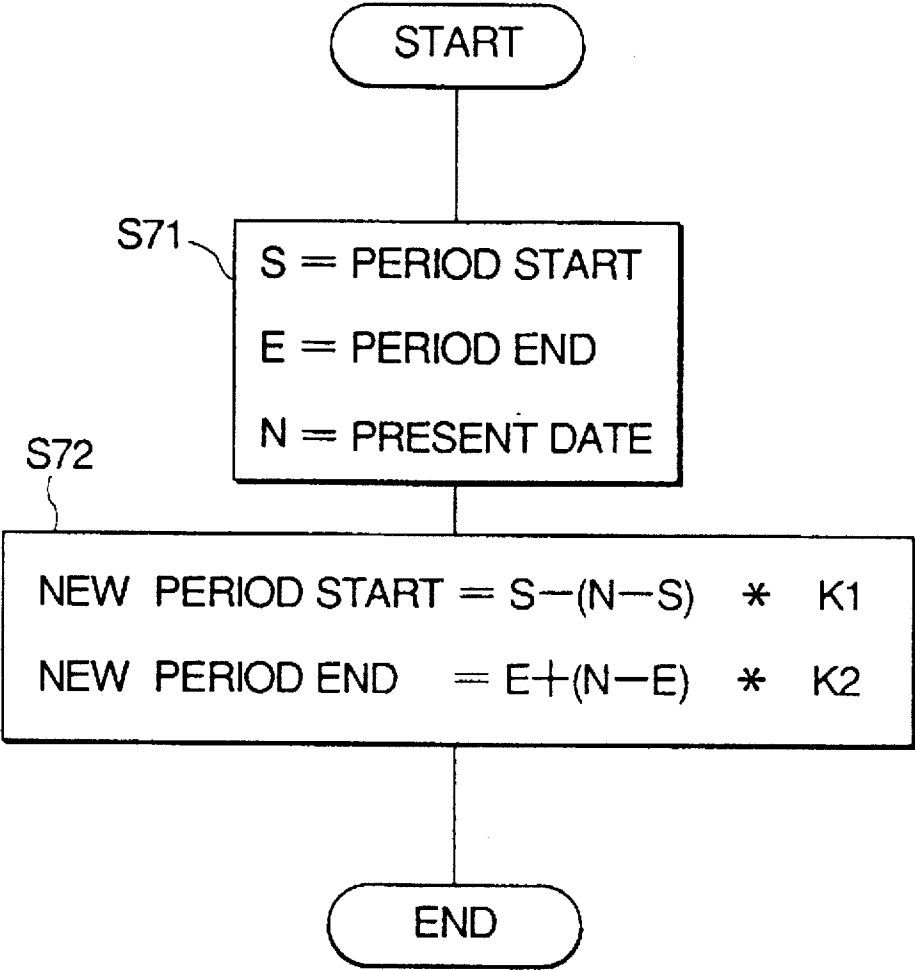 START
S71
S = PERIOD START
E = PERIOD END
N = PRESENT DATE
S72
NEW PERIOD START = S-(N-S) * K1
NEW PERIOD END = E+(N-E) * K2
END